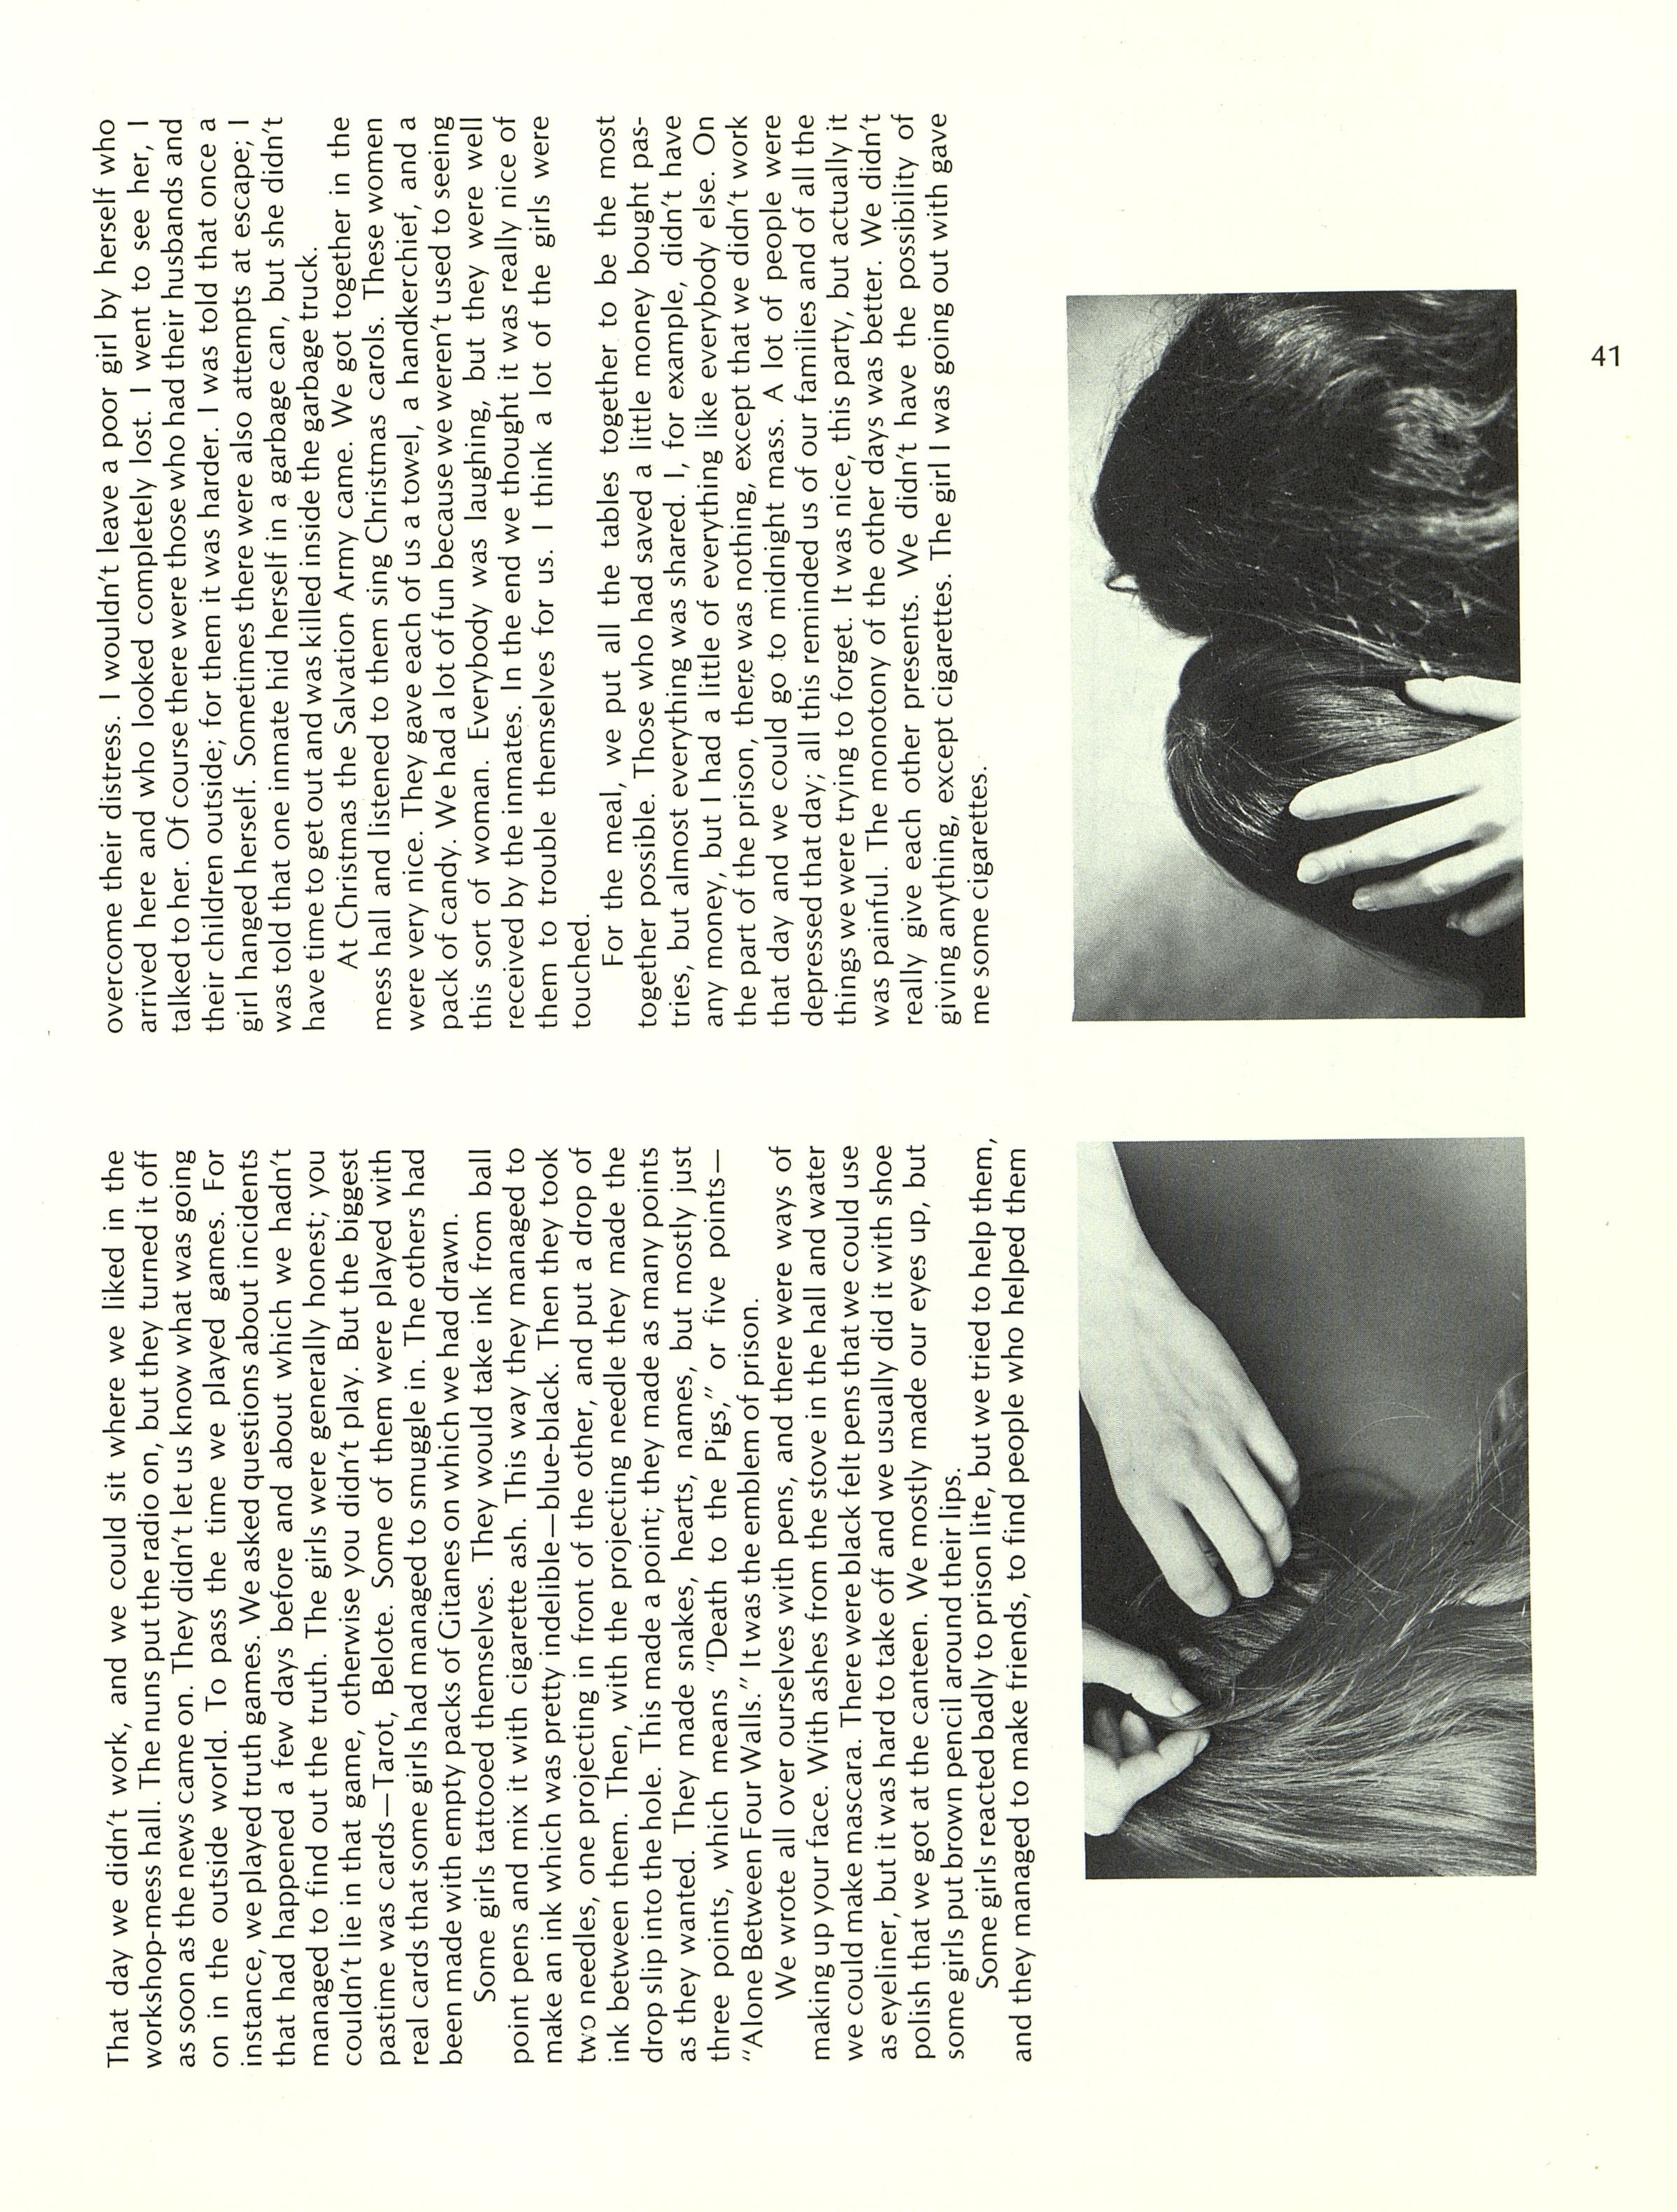 That day we didn't work, and we could sit where we liked in the
workshop-mess hall. The nuns put the radio on, but they turned it off
as soon as the news came on. They didn't let us know what was going
on in the outside world. To pass the time we played games. For
instance, we played truth games. We asked questions about incidents
that had happened a few days before and about which we hadn't
managed to find out the truth. The girls were generally honest; you
couldn't lie in that game, otherwise you didn't play. But the biggest
pastime was cards—Tarot, Belote. Some of them were played with
real cards that some girls had managed to smuggle in. The others had
been made with empty packs of Gitanes on which we had drawn.
Some girls tattooed themselves. They would take ink from ball
point pens and mix it with cigarette ash. This way they managed to
make an ink which was pretty indelible—blue-black. Then they took
two needles, one projecting in front of the other, and put a drop of
ink between them. Then, with the projecting needle they made the
drop slip into the hole. This made a point; they made as many points
as they wanted. They made snakes, hearts, names, but mostly just
three points, which means "Death to the Pigs," or five points—
"Alone Between Four Walls." It was the emblem of prison.
We wrote all over ourselves with pens, and there were ways of
making up your face. With ashes from the stove in the hall and water
we could make mascara. There were black felt pens that we could use
as eyeliner, but it was hard to take off and we usually did it with shoe
polish that we got at the canteen. We mostly made our eyes up, but
some girls put brown pencil around their lips.
Some girls reacted badly to prison life, but we tried to help them,
and they managed to make friends, to find people who helped them
overcome their distress. I wouldn't leave a poor girl by herself who
arrived here and who looked completely lost. I went to see her, I
talked to her. Of course there were those who had their husbands and
their children outside; for them it was harder. I was told that once a
girl hanged herself. Sometimes there were also attempts at escape; I
was told that one inmate hid herself in a garbage can, but she didn't
have time to get out and was killed inside the garbage truck.
At Christmas the Salvation Army came. We got together in the
mess hall and listened to them sing Christmas carols. These women
were very nice. They gave each of us a towel, a handkerchief, and a
pack of candy. We had a lot of fun because we weren't used to seeing
this sort of woman. Everybody was laughing, but they were well
received by the inmates. In the end we thought it was really nice of
them to trouble themselves for us. I think a lot of the girls were
touched.
For the meal, we put all the tables together to be the most
together possible. Those who had saved a little money bought pas-
tries, but almost everything was shared. I, for example, didn't have
any money, but I had a little of everything like everybody else. On
the part of the prison, there was nothing, except that we didn't work
that day and we could go to midnight mass. A lot of people were
depressed that day; all this reminded us of our families and of all the
things we were trying to forget. It was nice, this party, but actually it
was painful. The monotony of the other days was better. We didn't
really give each other presents. We didn't have the possibility of
giving anything, except cigarettes. The girl I was going out with gave
me some cigarettes.
41